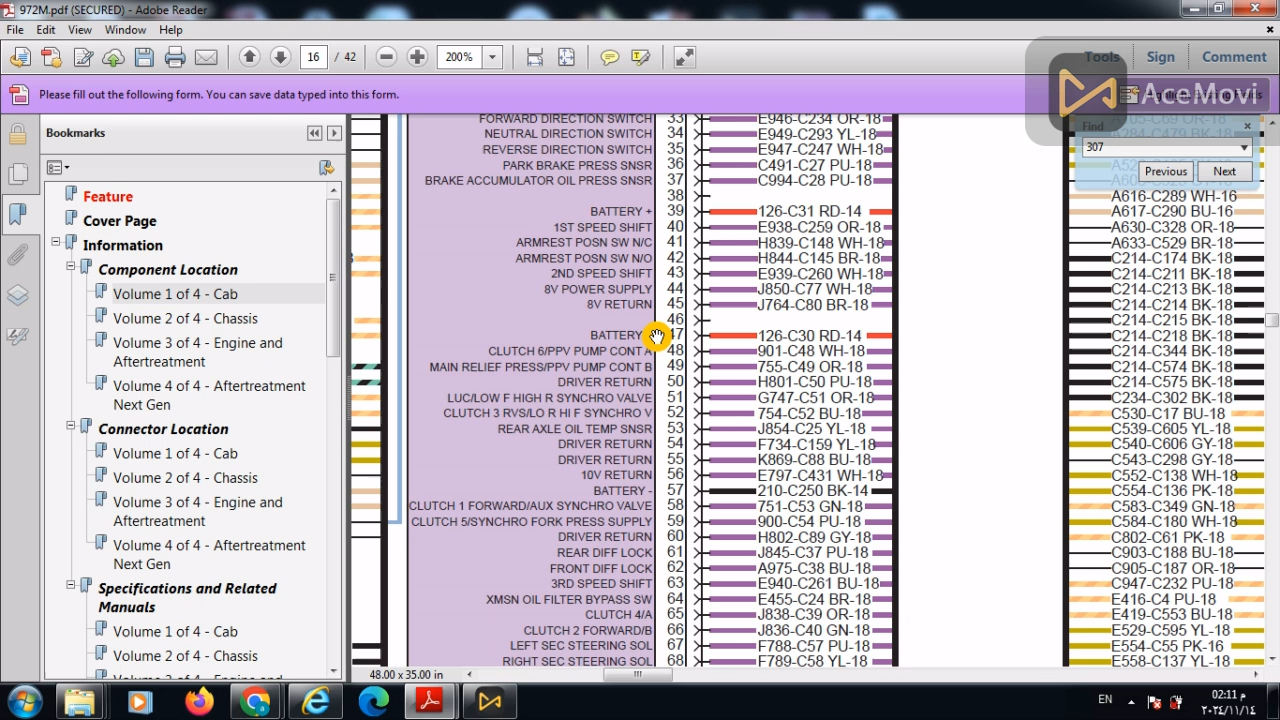 972M.pdf (SECURED) - Adobe Reader
File Edit View Window Help
16 / 42 200% Tools Sign Comment
AceMovi
Please fill out the following form. You can save data typed into this form.
Bookmarks
Feature
Cover Page
Information
Component Location
Volume 1 of 4 - Cab
Volume 2 of 4 - Chassis
Volume 3 of 4 - Engine and
Aftertreatment
Volume 4 of 4 - Aftertreatment
Next Gen
Connector Location
Volume 1 of 4 - Cab
Volume 2 of 4 - Chassis
Volume 3 of 4 - Engine and
Aftertreatment
Volume 4 of 4 - Aftertreatment
Next Gen
Specifications and Related
Manuals
Volume 1 of 4 - Cab
Volume 2 of 4 - Chassis
Find
307
Previous Next
FORWARD DIRECTION SWITCH 33 E946-C234 OR-18
NEUTRAL DIRECTION SWITCH 34 E949-C293 YL-18
REVERSE DIRECTION SWITCH 35 E947-C247 WH-18
PARK BRAKE PRESS SNSR 36 C491-C27 PU-18
BRAKE ACCUMULATOR OIL PRESS SNSR 37 C994-C28 PU-18
38
BATTERY + 39 126-C31 RD-14
1ST SPEED SHIFT 40 E938-C259 OR-18
ARMREST POSN SW N/C 41 H839-C148 WH-18
ARMREST POSN SW N/O 42 H844-C145 BR-18
2ND SPEED SHIFT 43 E939-C260 WH-18
8V POWER SUPPLY 44 J850-C77 WH-18
8V RETURN 45 J764-C80 BR-18
46
BATTERY 47 126-C30 RD-14
CLUTCH 6/PPV PUMP CONT A 48 901-C48 WH-18
MAIN RELIEF PRESS/PPV PUMP CONT B 49 755-C49 OR-18
DRIVER RETURN 50 H801-C50 PU-18
LUC/LOW F HIGH R SYNCHRO VALVE 51 G747-C51 OR-18
CLUTCH 3 RVS/LO R HI F SYNCHRO V 52 754-C52 BU-18
REAR AXLE OIL TEMP SNSR 53 J854-C25 YL-18
DRIVER RETURN 54 F734-C159 YL-18
DRIVER RETURN 55 K869-C88 BU-18
10V RETURN 56 E797-C431 WH-18
BATTERY - 57 210-C250 BK-14
CLUTCH 1 FORWARD/AUX SYNCHRO VALVE 58 751-C53 GN-18
CLUTCH 5/SYNCHRO FORK PRESS SUPPLY 59 900-C54 PU-18
DRIVER RETURN 60 H802-C89 GY-18
REAR DIFF LOCK 61 J845-C37 PU-18
FRONT DIFF LOCK 62 A975-C38 BU-18
3RD SPEED SHIFT 63 E940-C261 BU-18
XMSN OIL FILTER BYPASS SW 64 E455-C24 BR-18
CLUTCH 4/A 65 J838-C39 OR-18
CLUTCH 2 FORWARD/B 66 J836-C40 GN-18
LEFT SEC STEERING SOL 67 F788-C57 PU-18
RIGHT SEC STEERING SOL 68 F789-C58 YL-18
A616-C289 WH-16
A617-C290 BU-16
A630-C328 OR-18
A633-C529 BR-18
C214-C174 BK-18
C214-C211 BK-18
C214-C213 BK-18
C214-C214 BK-18
C214-C215 BK-18
C214-C218 BK-18
C214-C344 BK-18
C214-C574 BK-18
C214-C575 BK-18
C234-C302 BK-18
C530-C17 BU-18
C539-C605 YL-18
C540-C606 GY-18
C543-C298 GY-18
C552-C138 WH-18
C554-C136 PK-18
C583-C349 GN-18
C584-C180 WH-18
C802-C61 PK-18
C903-C188 BU-18
C905-C187 OR-18
C947-C232 PU-18
E416-C4 PU-18
E419-C553 BU-18
E529-C595 YL-18
E554-C55 PK-16
E558-C137 YL-18
48.00 x 35.00 in
EN
02:11 م
٢٠٢٤/١١/١٤